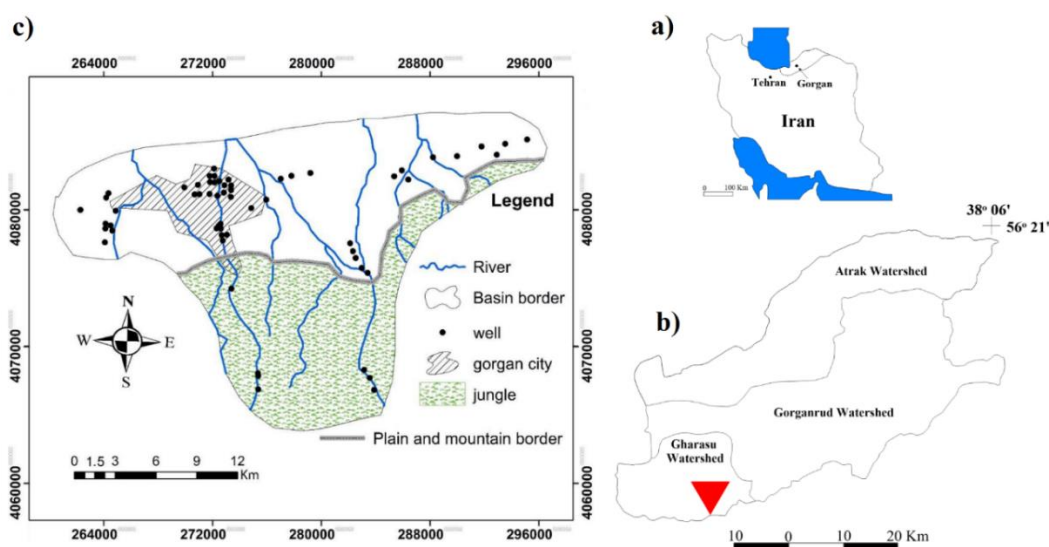 c)
264000 272000 280000 288000 296000
4080000
4070000
4060000
4080000
4070000
4060000
Legend
River
Basin border
well
gorgan city
jungle
Plain and mountain border
N
W E
S
0 1.5 3 6 9 12
Km
264000 272000 280000 288000 296000
a)
Tehran Gorgan
Iran
0 100 Km
38° 06'
56° 21'
b)
Atrak Watershed
Gorganrud Watershed
Gharasu
Watershed
10 0 10 20 Km